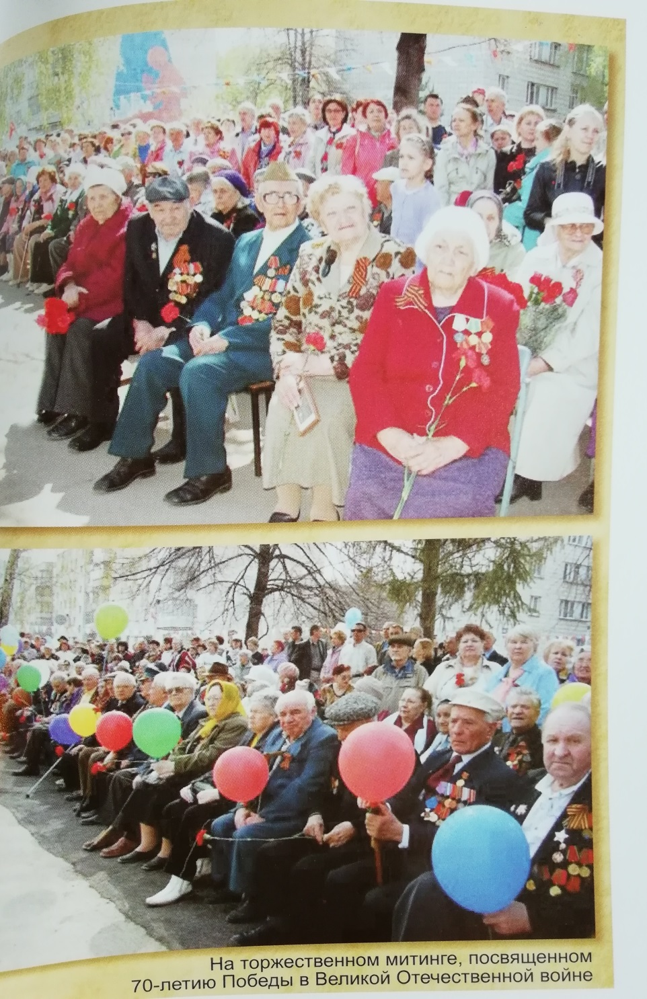 На торжественном митинге, посвященном
70-летию Победы в Великой Отечественной войне